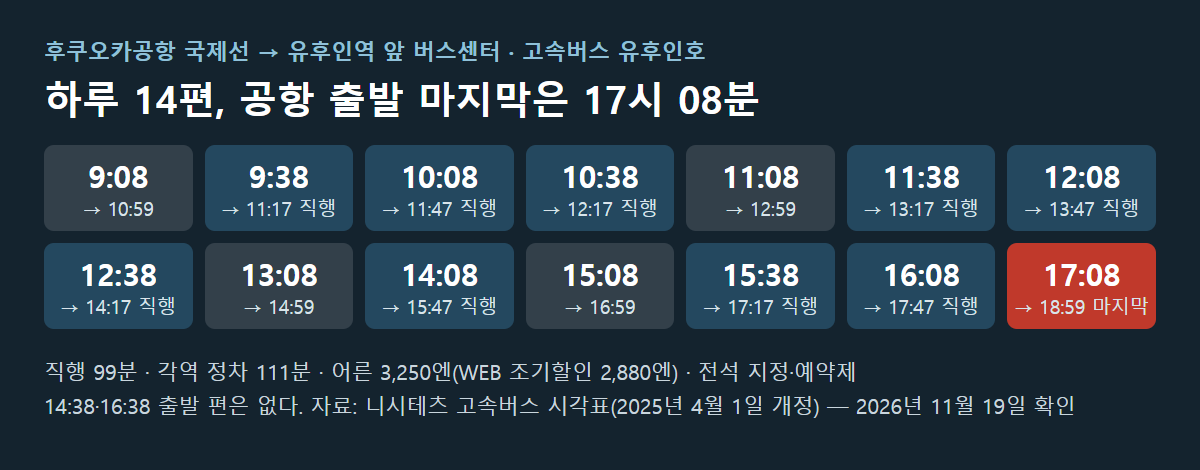 후쿠오카공항 국제선 → 유후인역 앞 버스센터 · 고속버스 유후인호
하루 14편, 공항 출발 마지막은 17시 08분
9:08 9:38 10:08 10:38 11:08 11:38 12:08
→ 10:59 → 11:17 직행 → 11:47 직행 → 12:17 직행 → 12:59 → 13:17 직행 → 13:47 직행
12:38 13:08 14:08 15:08 15:38 16:08 17:08
→ 14:17 직행 → 14:59 → 15:47 직행 → 16:59 → 17:17 직행 → 17:47 직행 → 18:59 마지막
직행 99분 · 각역 정차 111분 · 어른 3,250엔(WEB 조기할인 2,880엔) · 전석 지정·예약제
14:38·16:38 출발 편은 없다. 자료: 니시테츠 고속버스 시각표(2025년 4월 1일 개정) — 2026년 11월 19일 확인